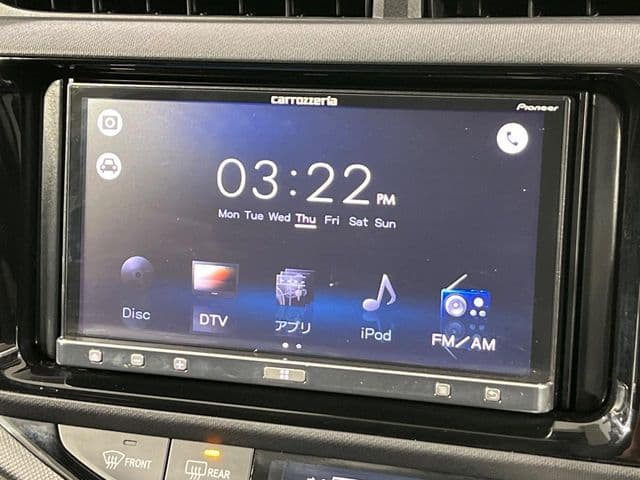 carrozzeria
Pioneer
03:22 PM
Mon Tue Wed Thu Fri Sat Sun
Disc
DTV
アプリ
iPod
FM/AM
FRONT
REAR